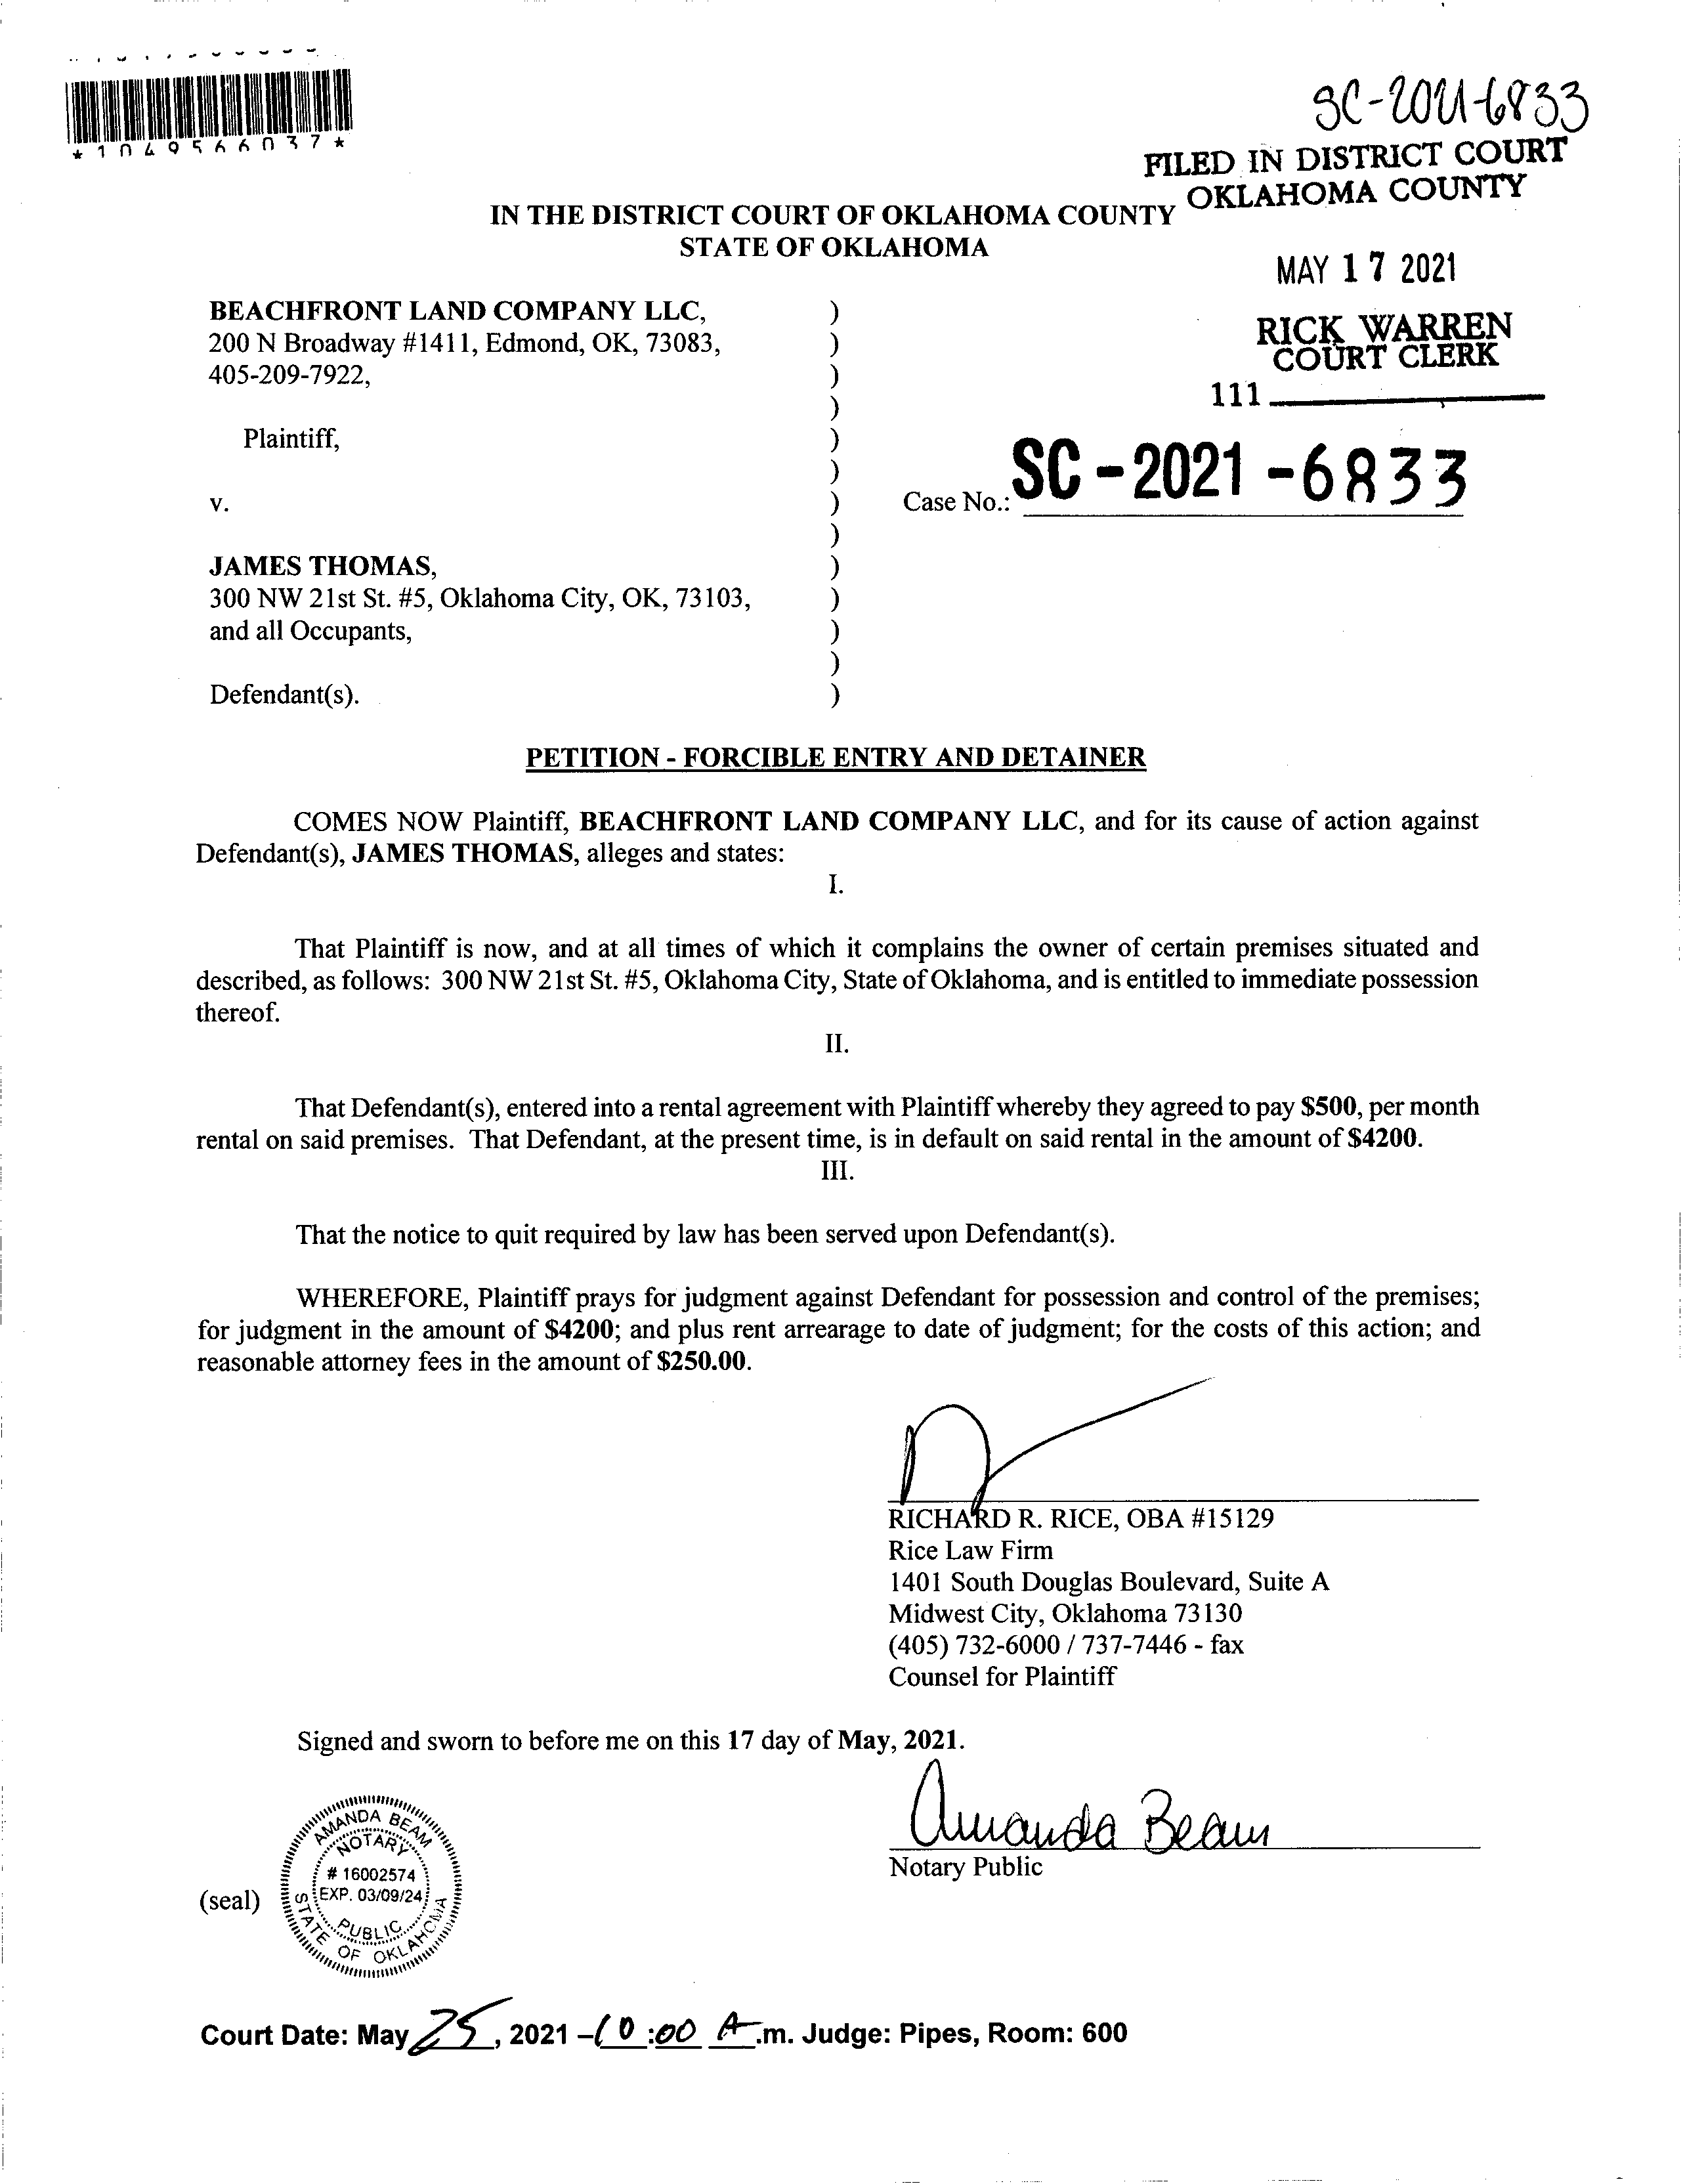 *1049566037*
SC-2021-6833
FILED IN DISTRICT COURT
OKLAHOMA COUNTY
IN THE DISTRICT COURT OF OKLAHOMA COUNTY
STATE OF OKLAHOMA
MAY 17 2021
RICK WARREN
COURT CLERK
111
BEACHFRONT LAND COMPANY LLC, )
200 N Broadway #1411, Edmond, OK, 73083, )
405-209-7922, )
)
Plaintiff, )
)
v. ) Case No.: SC-2021-6833
)
JAMES THOMAS, )
300 NW 21st St. #5, Oklahoma City, OK, 73103, )
and all Occupants, )
)
Defendant(s). )
PETITION - FORCIBLE ENTRY AND DETAINER
COMES NOW Plaintiff, BEACHFRONT LAND COMPANY LLC, and for its cause of action against
Defendant(s), JAMES THOMAS, alleges and states:
I.
That Plaintiff is now, and at all times of which it complains the owner of certain premises situated and
described, as follows: 300 NW 21st St. #5, Oklahoma City, State of Oklahoma, and is entitled to immediate possession
thereof.
II.
That Defendant(s), entered into a rental agreement with Plaintiff whereby they agreed to pay $500, per month
rental on said premises. That Defendant, at the present time, is in default on said rental in the amount of $4200.
III.
That the notice to quit required by law has been served upon Defendant(s).
WHEREFORE, Plaintiff prays for judgment against Defendant for possession and control of the premises;
for judgment in the amount of $4200; and plus rent arrearage to date of judgment; for the costs of this action; and
reasonable attorney fees in the amount of $250.00.
RICHARD R. RICE, OBA #15129
Rice Law Firm
1401 South Douglas Boulevard, Suite A
Midwest City, Oklahoma 73130
(405) 732-6000 / 737-7446 - fax
Counsel for Plaintiff
Signed and sworn to before me on this 17 day of May, 2021.
Amanda Beam
Notary Public
(seal)
AMANDA BEAM
NOTARY
# 16002574
EXP. 03/09/24
PUBLIC
STATE OF OKLAHOMA
Court Date: May 25, 2021 - 10:00 A.m. Judge: Pipes, Room: 600